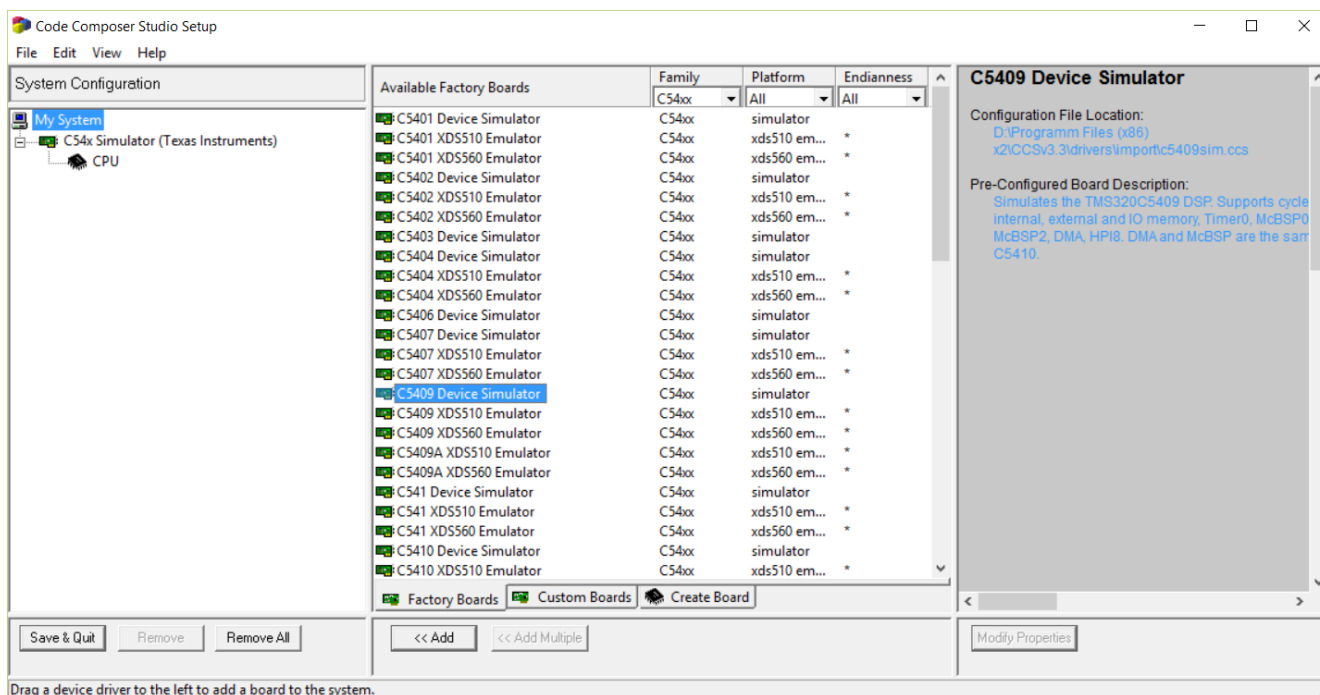 Code Composer Studio Setup
File Edit View Help
System Configuration
My System
C54x Simulator (Texas Instruments)
CPU
Available Factory Boards Family Platform Endianness
C54xx All All
C5401 Device Simulator C54xx simulator
C5401 XDS510 Emulator C54xx xds510 em... *
C5401 XDS560 Emulator C54xx xds560 em... *
C5402 Device Simulator C54xx simulator
C5402 XDS510 Emulator C54xx xds510 em... *
C5402 XDS560 Emulator C54xx xds560 em... *
C5403 Device Simulator C54xx simulator
C5404 Device Simulator C54xx simulator
C5404 XDS510 Emulator C54xx xds510 em... *
C5404 XDS560 Emulator C54xx xds560 em... *
C5406 Device Simulator C54xx simulator
C5407 Device Simulator C54xx simulator
C5407 XDS510 Emulator C54xx xds510 em... *
C5407 XDS560 Emulator C54xx xds560 em... *
C5409 Device Simulator C54xx simulator
C5409 XDS510 Emulator C54xx xds510 em... *
C5409 XDS560 Emulator C54xx xds560 em... *
C5409A XDS510 Emulator C54xx xds510 em... *
C5409A XDS560 Emulator C54xx xds560 em... *
C541 Device Simulator C54xx simulator
C541 XDS510 Emulator C54xx xds510 em... *
C541 XDS560 Emulator C54xx xds560 em... *
C5410 Device Simulator C54xx simulator
C5410 XDS510 Emulator C54xx xds510 em... *
Factory Boards Custom Boards Create Board
C5409 Device Simulator
Configuration File Location:
D:\Programm Files (x86)
x2\CCSv3.3\drivers\import\c5409sim.ccs
Pre-Configured Board Description:
Simulates the TMS320C5409 DSP. Supports cycle
internal, external and IO memory, Timer0, McBSP0
McBSP2, DMA, HPI8. DMA and McBSP are the sam
C5410.
Save & Quit Remove Remove All << Add << Add Multiple Modify Properties
Drag a device driver to the left to add a board to the system.